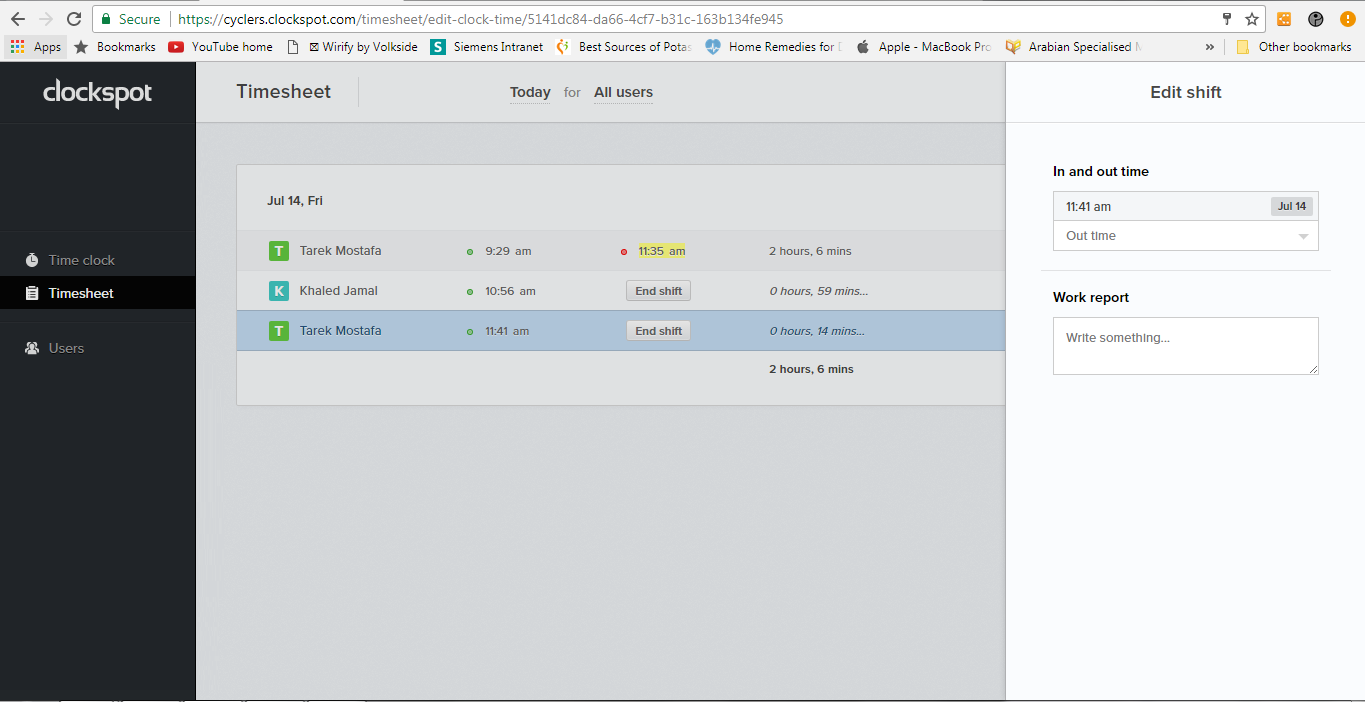 Secure https://cyclers.clockspot.com/timesheet/edit-clock-time/5141dc84-da66-4cf7-b31c-163b134fe945
Apps Bookmarks YouTube home Wirify by Volkside Siemens Intranet Best Sources of Potas Home Remedies for Apple - MacBook Pro Arabian Specialised » Other bookmarks
clockspot
Timesheet Today for All users
Edit shift
Time clock
Timesheet
Users
Jul 14, Fri
T Tarek Mostafa 9:29 am 11:35 am 2 hours, 6 mins
K Khaled Jamal 10:56 am End shift 0 hours, 59 mins...
T Tarek Mostafa 11:41 am End shift 0 hours, 14 mins...
2 hours, 6 mins
In and out time
11:41 am Jul 14
Out time
Work report
Write something...